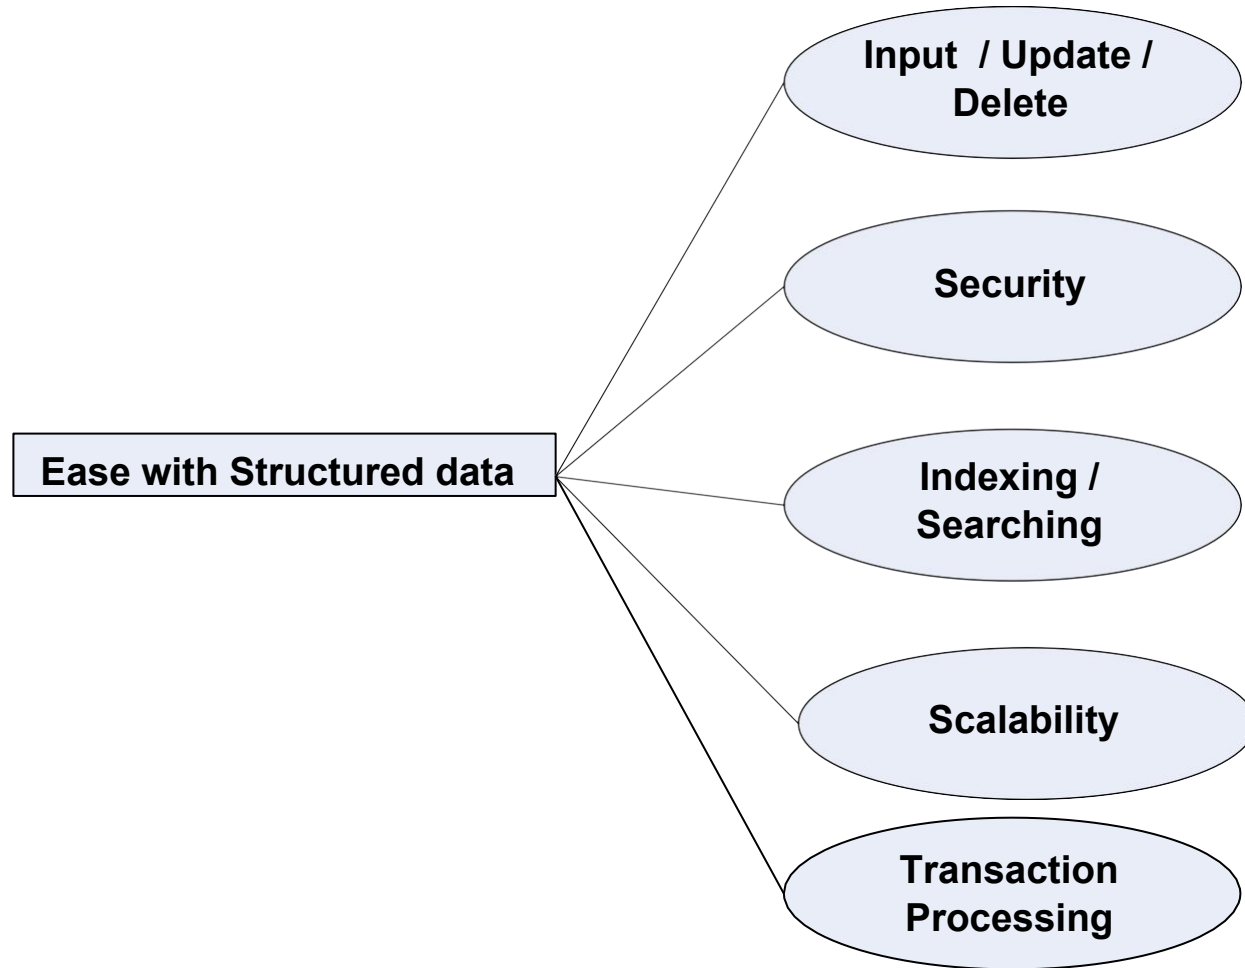 Input / Update /
Delete
Security
Ease with Structured data
Indexing /
Searching
Scalability
Transaction
Processing